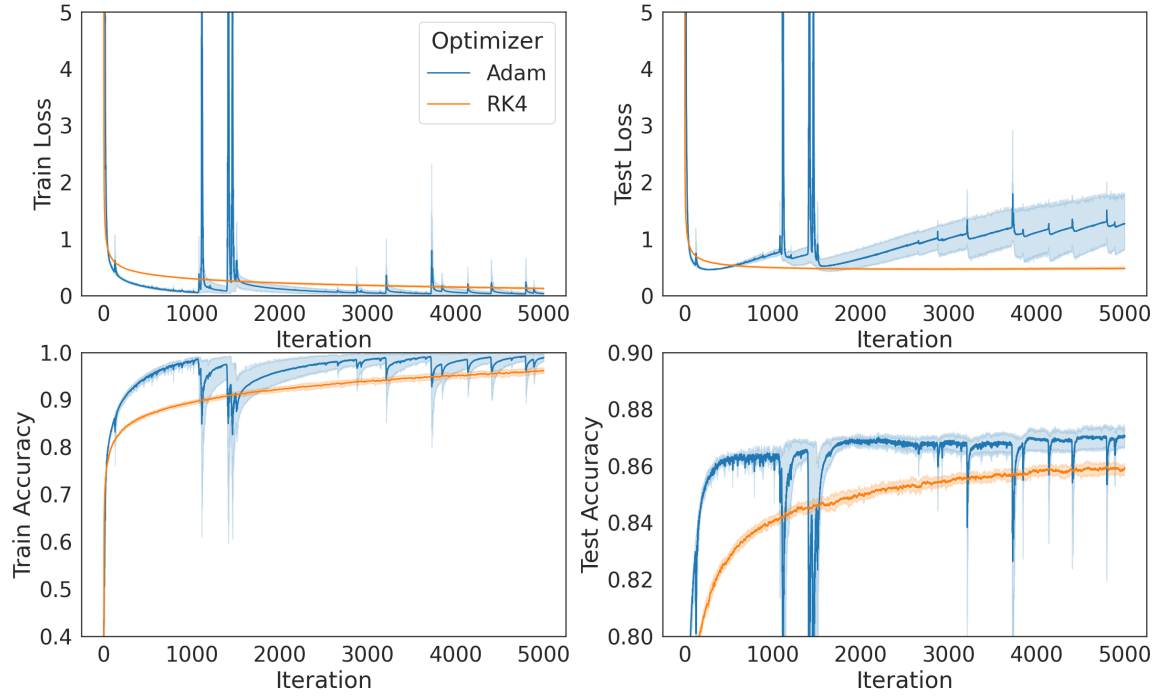 Train Loss
5
4
3
2
1
0
Optimizer
Adam
RK4
0 1000 2000 3000 4000 5000
Iteration
Test Loss
5
4
3
2
1
0
0 1000 2000 3000 4000 5000
Iteration
Train Accuracy
1.0
0.9
0.8
0.7
0.6
0.5
0.4
0 1000 2000 3000 4000 5000
Iteration
Test Accuracy
0.90
0.88
0.86
0.84
0.82
0.80
0 1000 2000 3000 4000 5000
Iteration